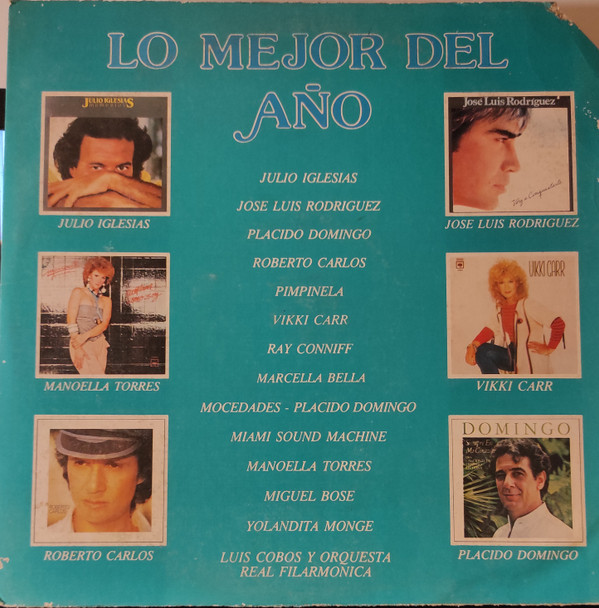 LO MEJOR DEL
AÑO
JULIO IGLESIAS
JULIO IGLESIAS
JULIO IGLESIAS
JOSE LUIS RODRIGUEZ
PLACIDO DOMINGO
ROBERTO CARLOS
PIMPINELA
VIKKI CARR
RAY CONNIFF
MARCELLA BELLA
MOCEDADES - PLACIDO DOMINGO
MIAMI SOUND MACHINE
MANOELLA TORRES
MIGUEL BOSE
YOLANDITA MONGE
LUIS COBOS Y ORQUESTA
REAL FILARMONICA
José Luis Rodríguez
JOSE LUIS RODRIGUEZ
MANOELLA TORRES
VIKKI CARR
VIKKI CARR
ROBERTO CARLOS
DOMINGO
PLACIDO DOMINGO